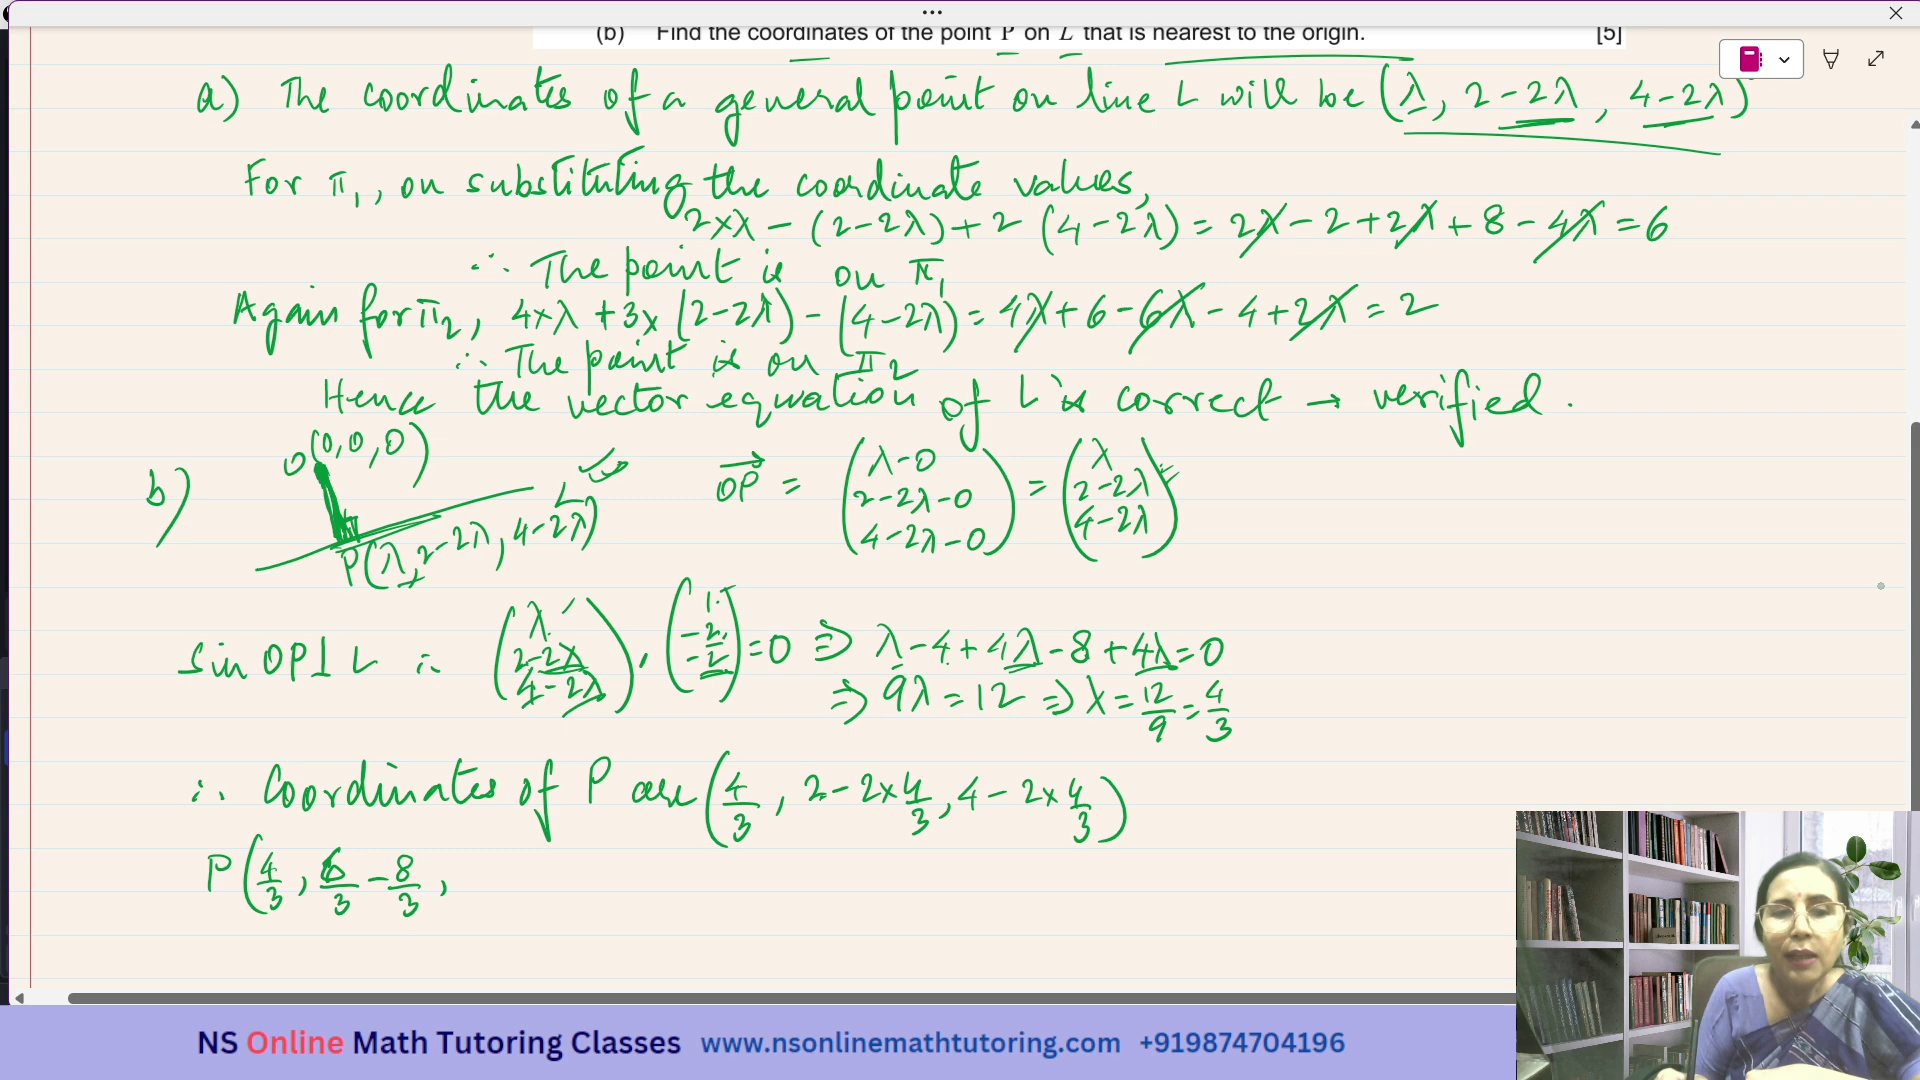 (b) Find the coordinates of the point P on L that is nearest to the origin. [5]
a) The coordinates of a general point on line L will be (λ, 2-2λ, 4-2λ)
For π₁, on substituting the coordinate values,
2×λ - (2-2λ) + 2 (4-2λ) = 2λ - 2 + 2λ + 8 - 4λ = 6
∴ The point is on π₁
Again for π₂, 4×λ + 3× (2-2λ) - (4-2λ) = 4λ + 6 - 6λ - 4 + 2λ = 2
∴ The point is on π₂
Hence the vector equation of L is correct → verified.
b) O(0,0,0) L P(λ, 2-2λ, 4-2λ)
OP = (λ-0, 2-2λ-0, 4-2λ-0) = (λ, 2-2λ, 4-2λ)
Sin OP⊥L ∴ (λ, 2-2λ, 4-2λ) . (1, -2, -2) = 0 ⇒ λ-4+4λ-8+4λ=0
⇒ 9λ = 12 ⇒ λ = 12/9 = 4/3
∴ Coordinates of P are (4/3, 2-2×4/3, 4-2×4/3)
P(4/3, 6/3 - 8/3,
NS Online Math Tutoring Classes www.nsonlinemathtutoring.com +919874704196